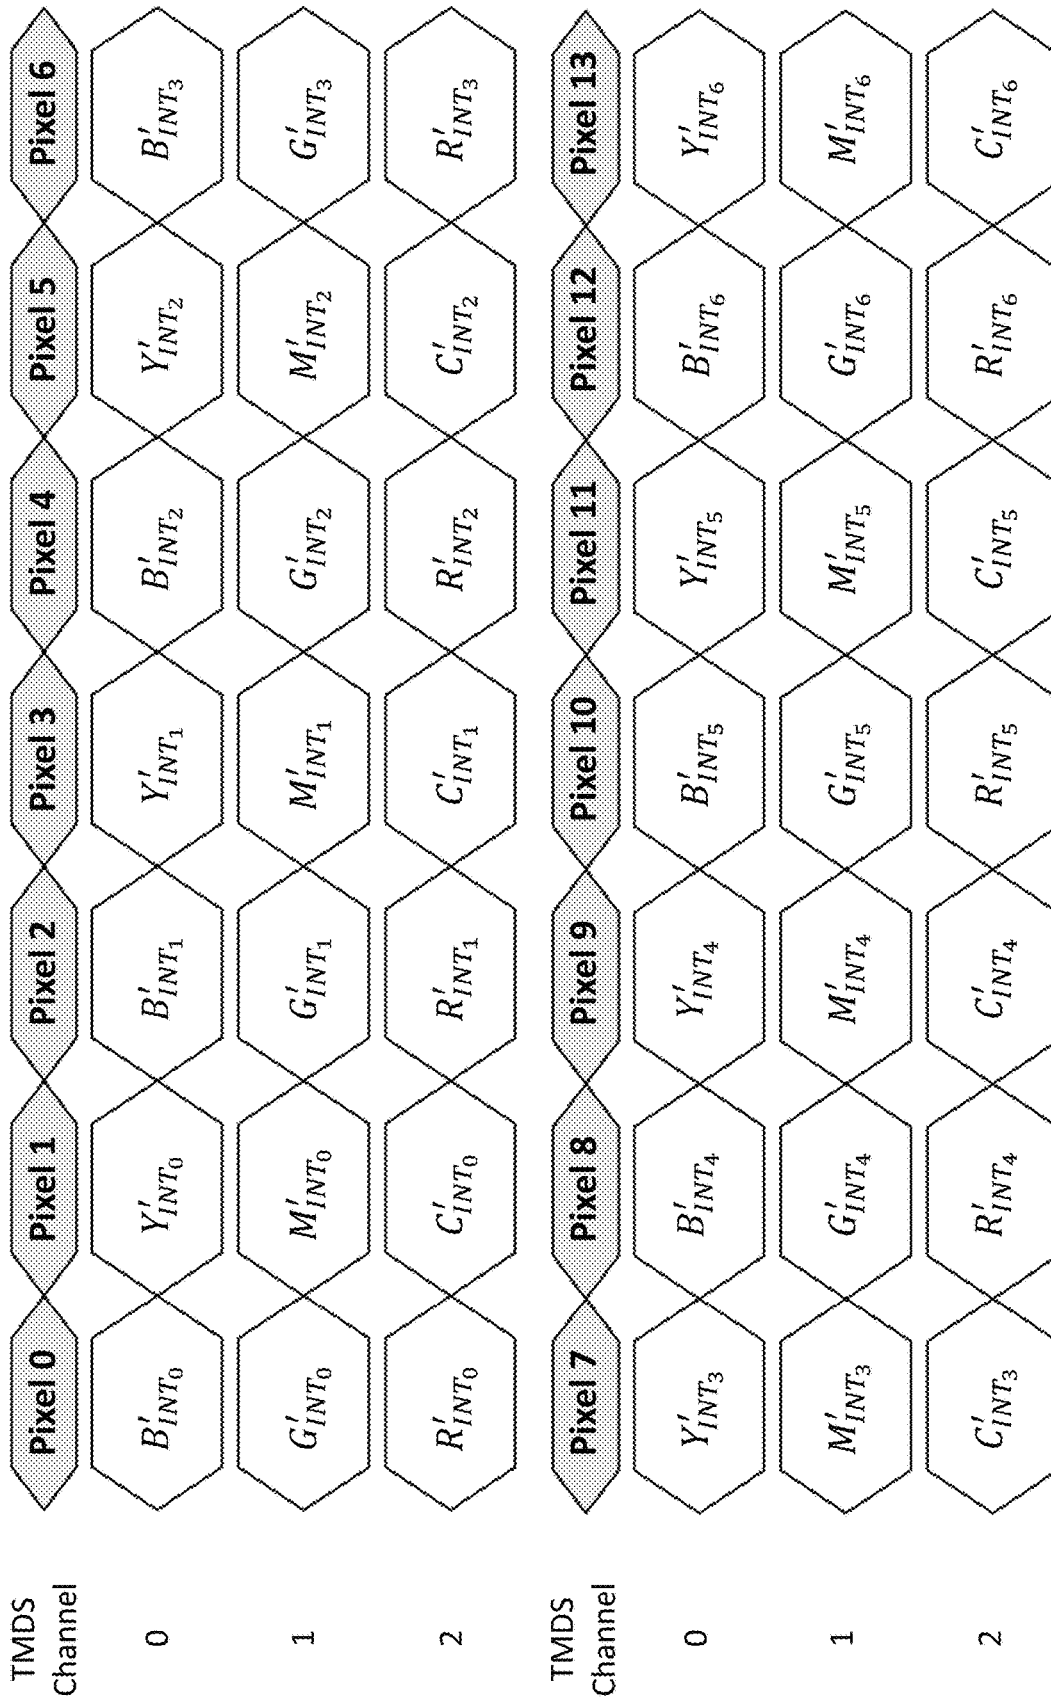 TMDS Channel Pixel 0 Pixel 1 Pixel 2 Pixel 3 Pixel 4 Pixel 5 Pixel 6
0 B'INT₀ Y'INT₀ B'INT₁ Y'INT₁ B'INT₂ Y'INT₂ B'INT₃
1 G'INT₀ M'INT₀ G'INT₁ M'INT₁ G'INT₂ M'INT₂ G'INT₃
2 R'INT₀ C'INT₀ R'INT₁ C'INT₁ R'INT₂ C'INT₂ R'INT₃
TMDS Channel Pixel 7 Pixel 8 Pixel 9 Pixel 10 Pixel 11 Pixel 12 Pixel 13
0 Y'INT₃ B'INT₄ Y'INT₄ B'INT₅ Y'INT₅ B'INT₆ Y'INT₆
1 M'INT₃ G'INT₄ M'INT₄ G'INT₅ M'INT₅ G'INT₆ M'INT₆
2 C'INT₃ R'INT₄ C'INT₄ R'INT₅ C'INT₅ R'INT₆ C'INT₆